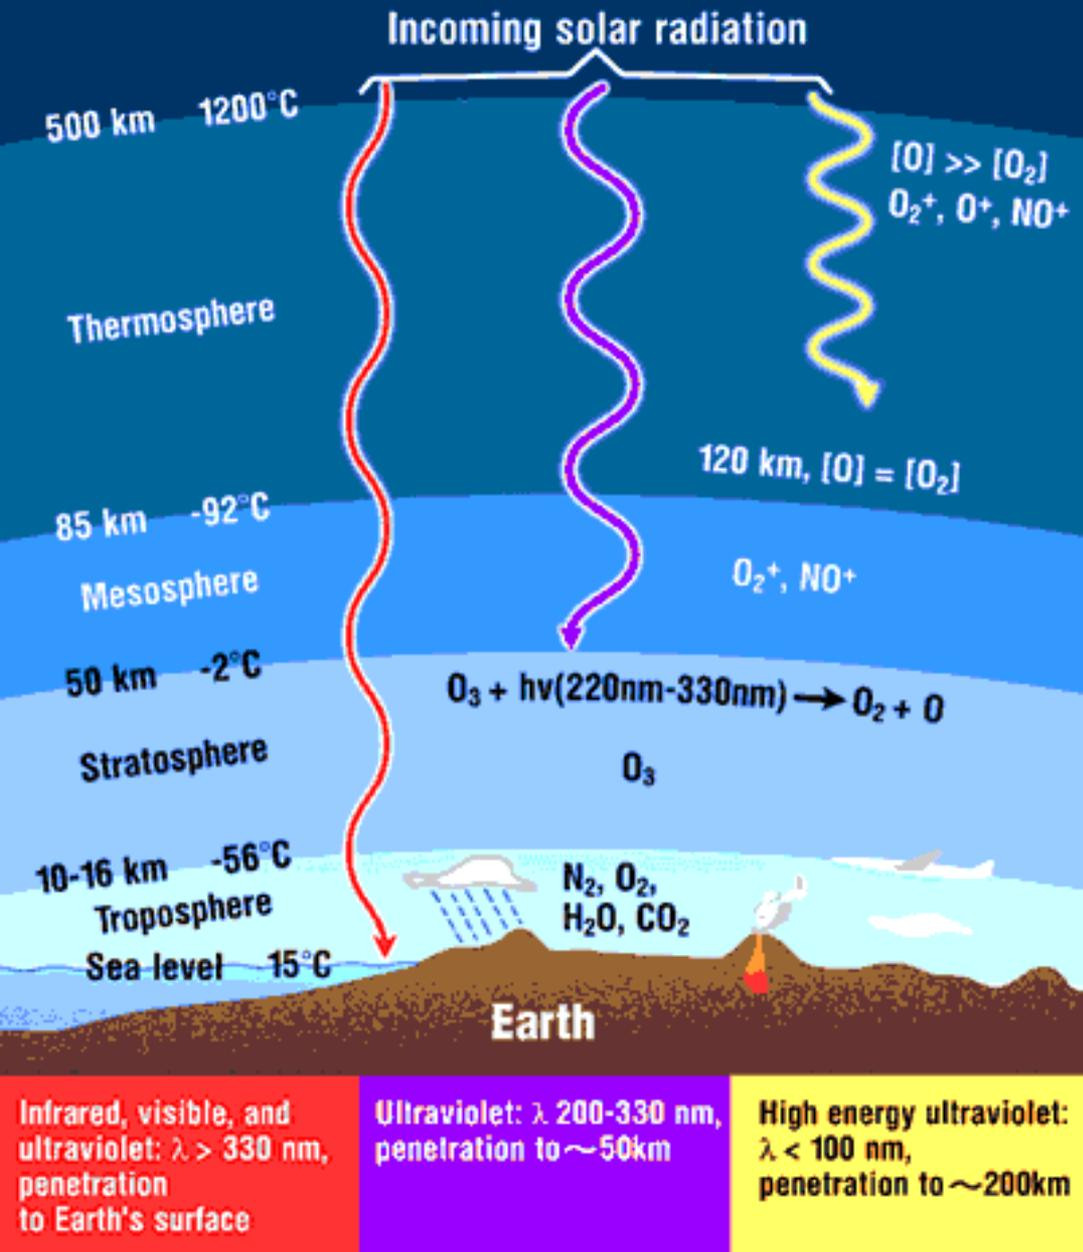 Incoming solar radiation
500 km 1200°C
[O] >> [O₂]
O₂⁺, O⁺, NO⁺
Thermosphere
120 km, [O] = [O₂]
85 km -92°C
Mesosphere
O₂⁺, NO⁺
50 km -2°C
O₃ + hv(220nm-330nm) → O₂ + O
Stratosphere
O₃
10-16 km -56°C
N₂, O₂,
H₂O, CO₂
Troposphere
Sea level 15°C
Earth
Infrared, visible, and
ultraviolet: λ > 330 nm,
penetration
to Earth's surface
Ultraviolet: λ 200-330 nm,
penetration to ~50km
High energy ultraviolet:
λ < 100 nm,
penetration to ~200km